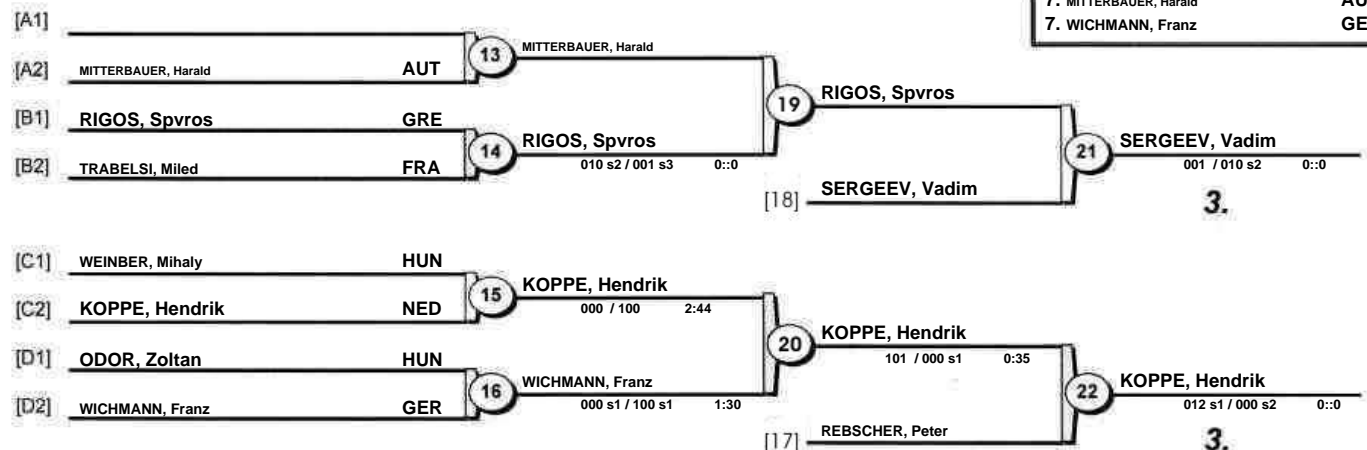 7. MITTERBAUER, Harald AU
7. WICHMANN, Franz GE
[A1]
[A2] MITTERBAUER, Harald AUT
13 MITTERBAUER, Harald
[B1] RIGOS, Spvros GRE
[B2] TRABELSI, Miled FRA
14 RIGOS, Spvros
010 s2 / 001 s3 0::0
19 RIGOS, Spvros
[18] SERGEEV, Vadim
21 SERGEEV, Vadim
001 / 010 s2 0::0
3.
[C1] WEINBER, Mihaly HUN
[C2] KOPPE, Hendrik NED
15 KOPPE, Hendrik
000 / 100 2:44
[D1] ODOR, Zoltan HUN
[D2] WICHMANN, Franz GER
16 WICHMANN, Franz
000 s1 / 100 s1 1:30
20 KOPPE, Hendrik
101 / 000 s1 0:35
[17] REBSCHER, Peter
22 KOPPE, Hendrik
012 s1 / 000 s2 0::0
3.